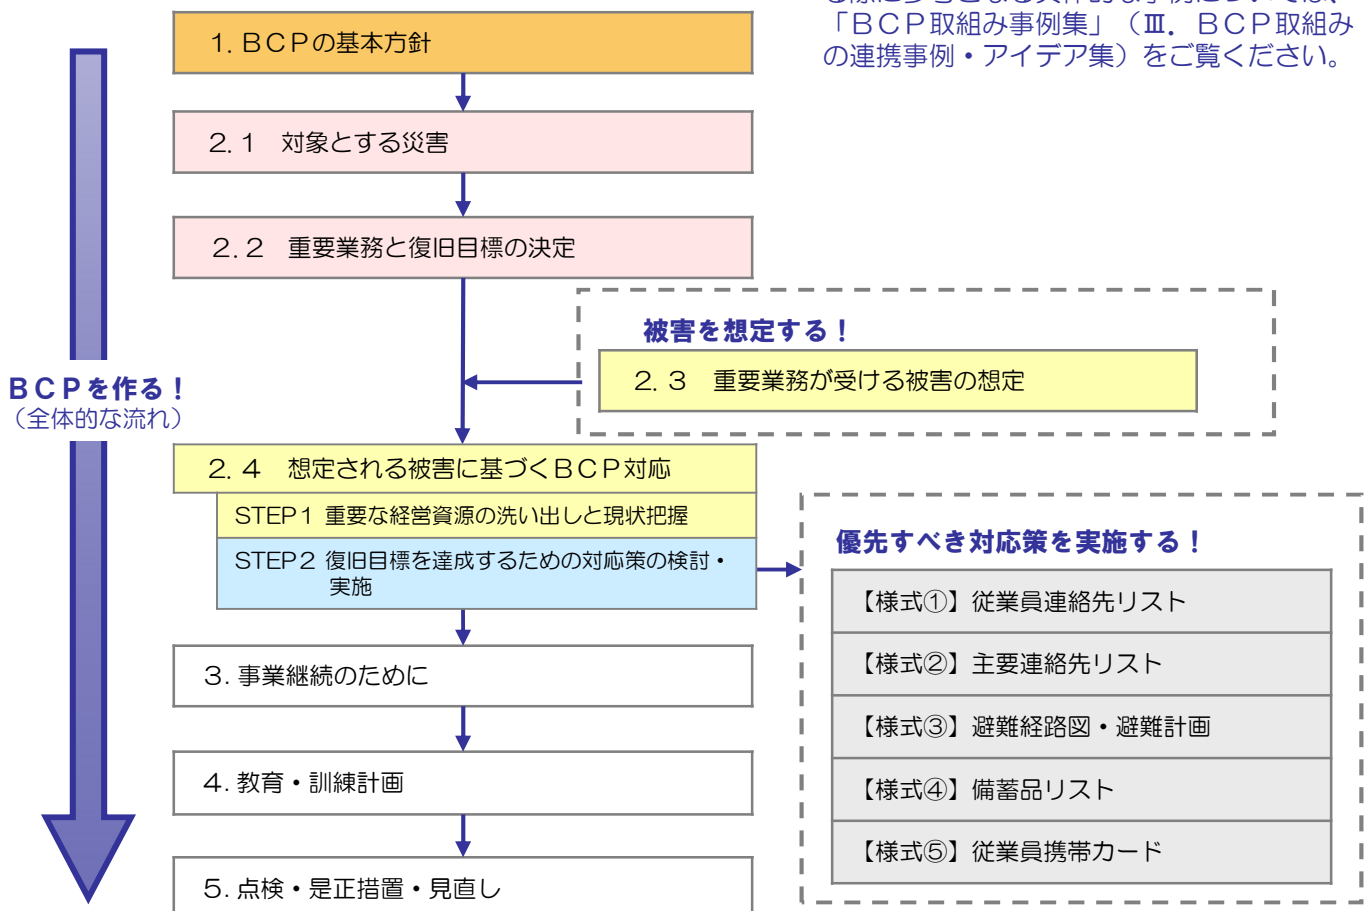 「ＢＣＰ取組み事例集」（Ⅲ．ＢＣＰ取組み
の連携事例・アイデア集）をご覧ください。
１．ＢＣＰの基本方針
２．１　対象とする災害
２．２　重要業務と復旧目標の決定
被害を想定する！
２．３　重要業務が受ける被害の想定
ＢＣＰを作る！
（全体的な流れ）
２．４　想定される被害に基づくＢＣＰ対応
STEP１ 重要な経営資源の洗い出しと現状把握
STEP２ 復旧目標を達成するための対応策の検討・
実施
優先すべき対応策を実施する！
【様式①】従業員連絡先リスト
【様式②】主要連絡先リスト
【様式③】避難経路図・避難計画
【様式④】備蓄品リスト
【様式⑤】従業員携帯カード
３．事業継続のために
４．教育・訓練計画
５．点検・是正措置・見直し